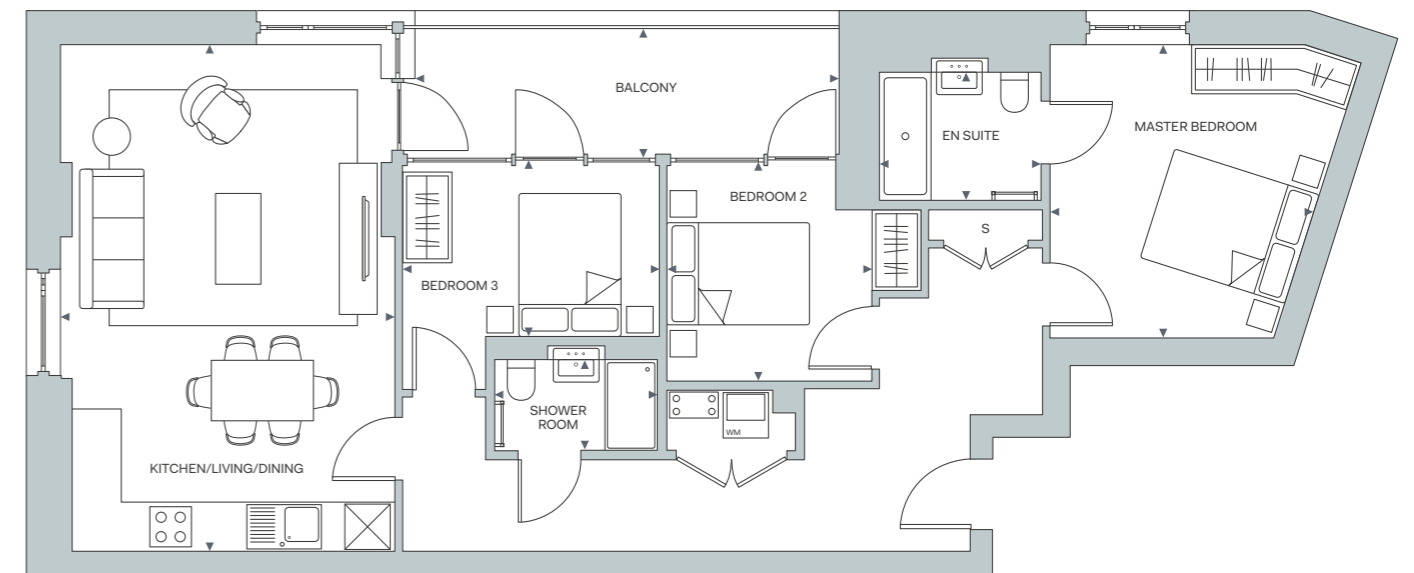 BALCONY
EN SUITE
MASTER BEDROOM
BEDROOM 2
S
BEDROOM 3
SHOWER
ROOM
WM
KITCHEN/LIVING/DINING